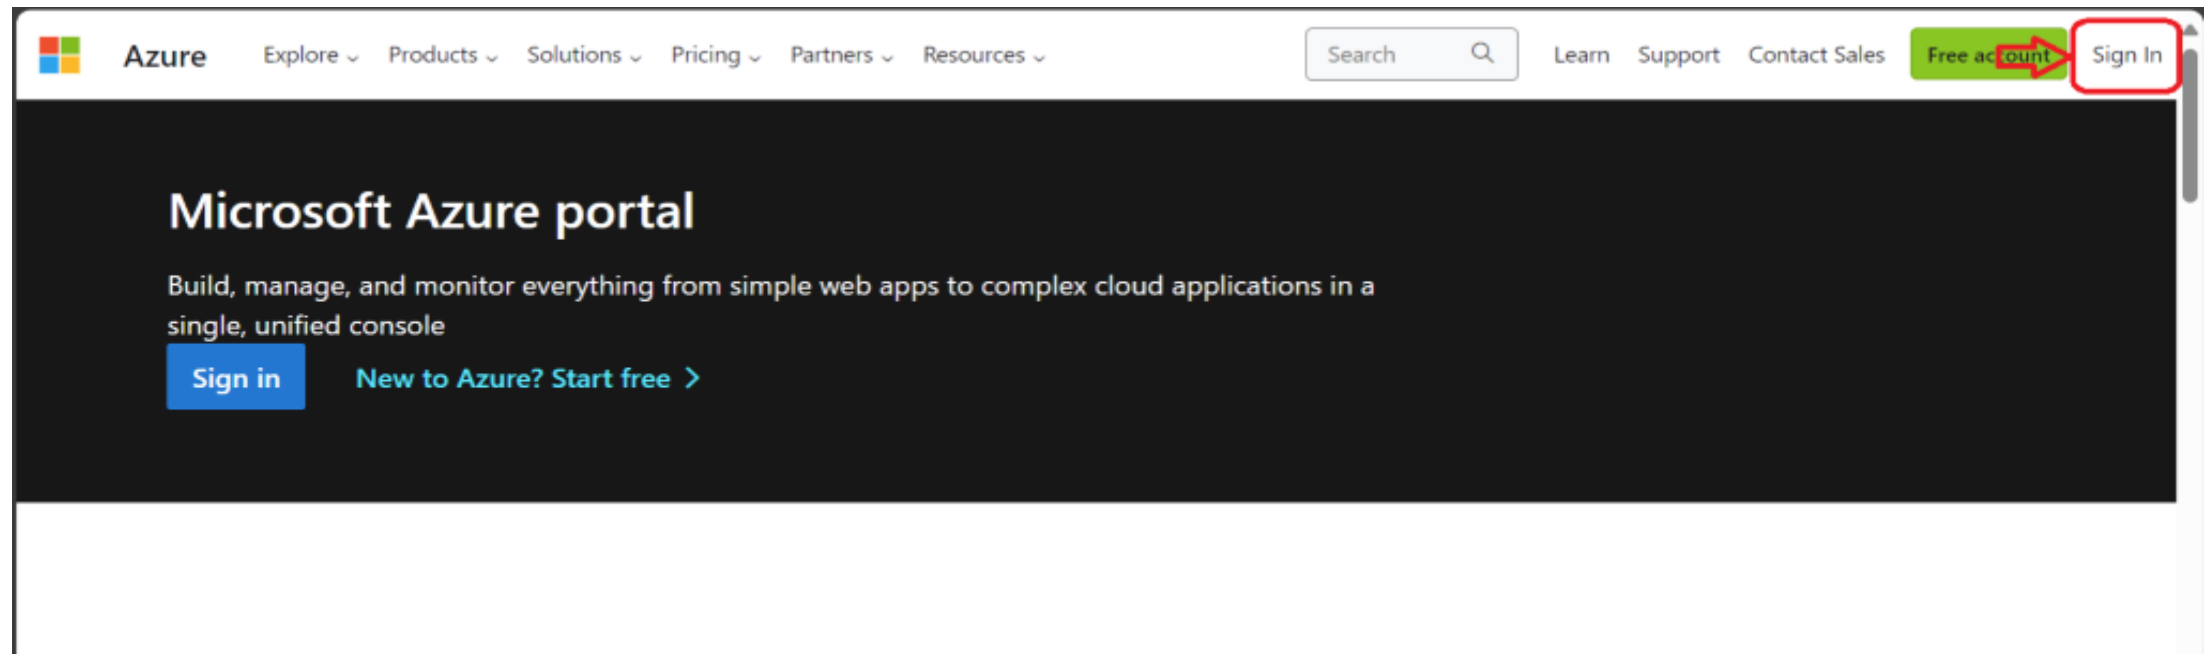 Azure Explore Products Solutions Pricing Partners Resources Search Learn Support Contact Sales Free account Sign In
Microsoft Azure portal
Build, manage, and monitor everything from simple web apps to complex cloud applications in a
single, unified console
Sign in New to Azure? Start free >